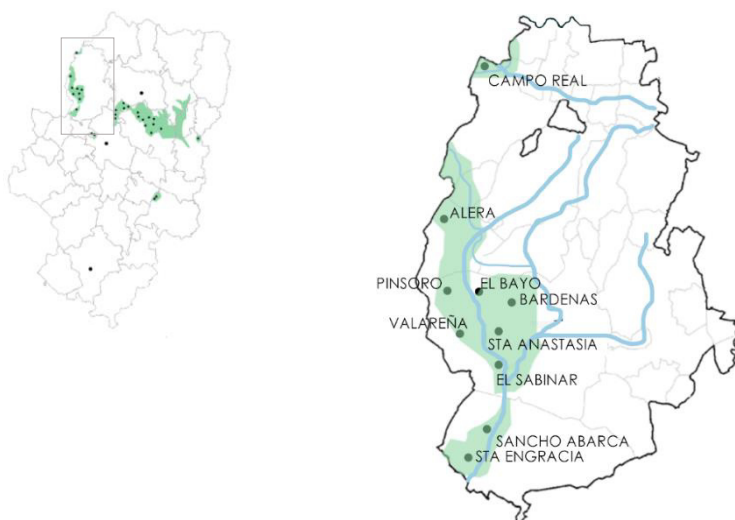 CAMPO REAL
ALERA
PINSORO
EL BAYO
BARDENAS
VALAREÑA
STA ANASTASIA
EL SABINAR
SANCHO ABARCA
STA ENGRACIA